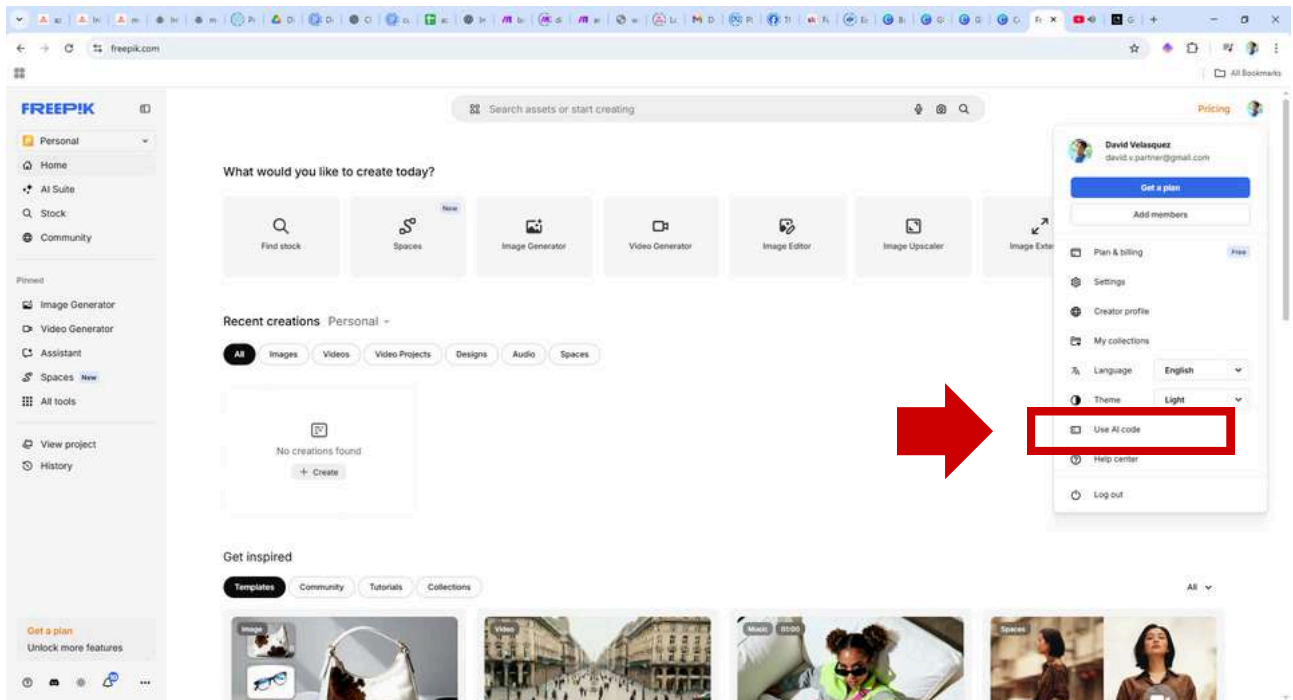 freepik.com
All Bookmarks
FREEP!K
Search assets or start creating
Pricing
Personal
Home
AI Suite
Stock
Community
Pinned
Image Generator
Video Generator
Assistant
Spaces New
All tools
View project
History
Get a plan
Unlock more features
What would you like to create today?
Find stock
New
Spaces
Image Generator
Video Generator
Image Editor
Image Upscaler
Image Exte
Recent creations Personal
All Images Videos Video Projects Designs Audio Spaces
No creations found
+ Create
Get inspired
Templates Community Tutorials Collections
All
Image
Video
Music 01:00
Spaces
David Velasquez
david.v.partner@gmail.com
Get a plan
Add members
Plan & billing Free
Settings
Creator profile
My collections
Language English
Theme Light
Use AI code
Help center
Log out